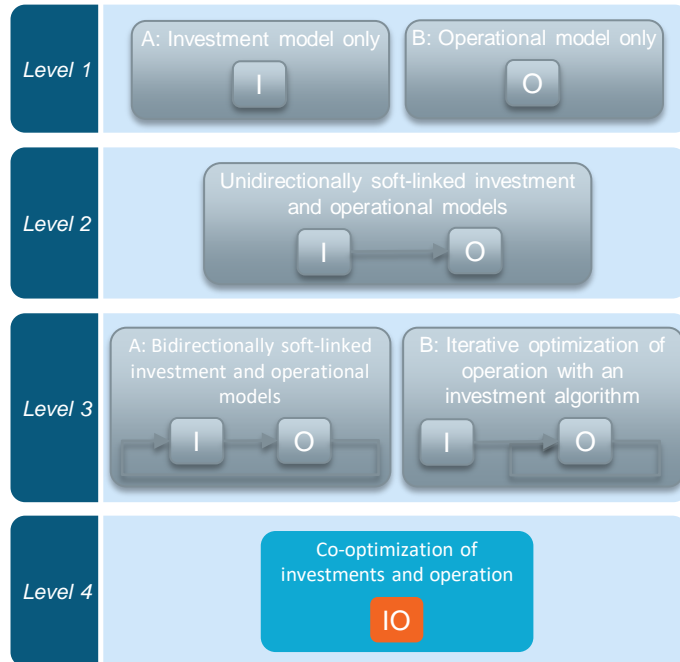 Level 1
A: Investment model only
I
B: Operational model only
O
Level 2
Unidirectionally soft-linked investment
and operational models
I
O
Level 3
A: Bidirectionally soft-linked
investment and operational
models
I
O
B: Iterative optimization of
operation with an
investment algorithm
I
O
Level 4
Co-optimization of
investments and operation
IO